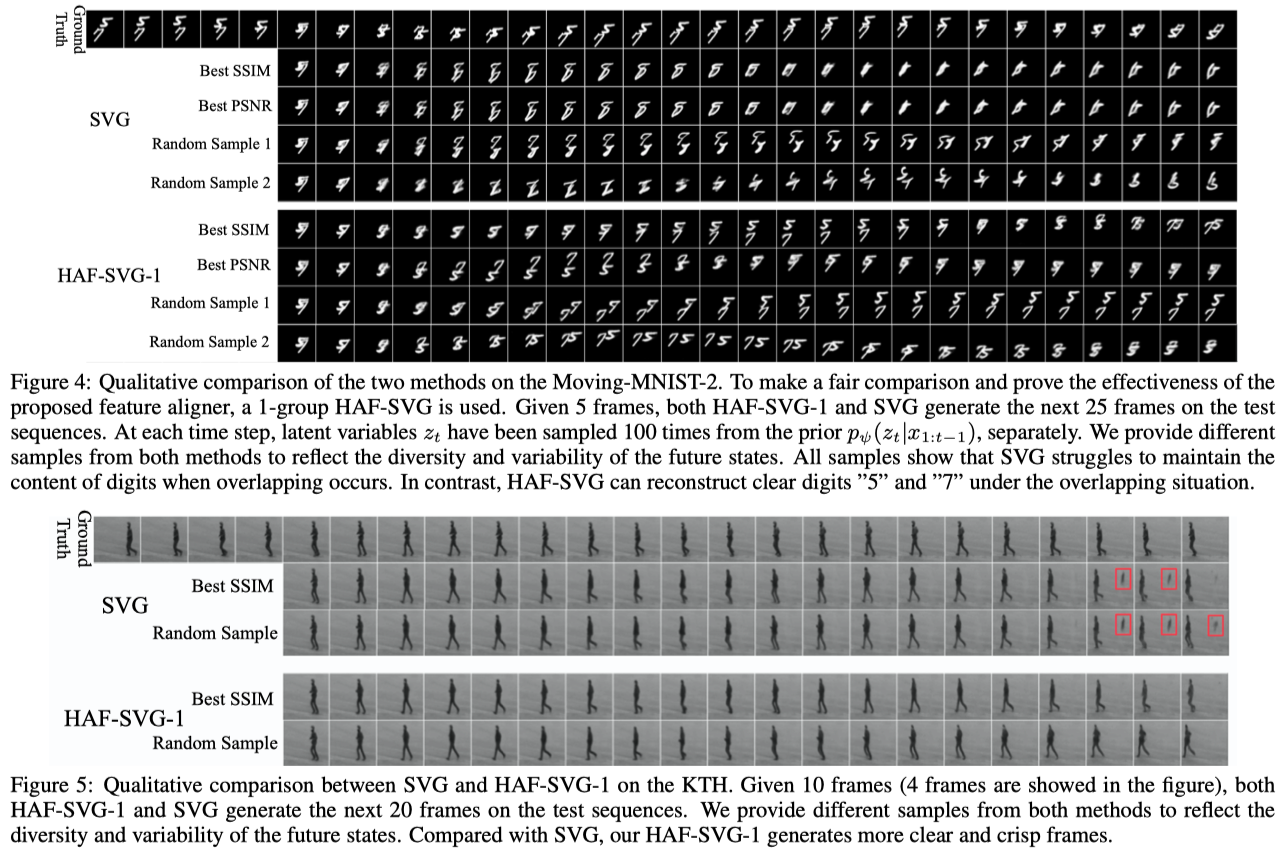 Ground
Truth
Best SSIM
Best PSNR
SVG
Random Sample 1
Random Sample 2
Best SSIM
Best PSNR
HAF-SVG-1
Random Sample 1
Random Sample 2
Figure 4: Qualitative comparison of the two methods on the Moving-MNIST-2. To make a fair comparison and prove the effectiveness of the
proposed feature aligner, a 1-group HAF-SVG is used. Given 5 frames, both HAF-SVG-1 and SVG generate the next 25 frames on the test
sequences. At each time step, latent variables z_t have been sampled 100 times from the prior p_ψ(z_t|x_{1:t−1}), separately. We provide different
samples from both methods to reflect the diversity and variability of the future states. All samples show that SVG struggles to maintain the
content of digits when overlapping occurs. In contrast, HAF-SVG can reconstruct clear digits ”5” and ”7” under the overlapping situation.
Ground
Truth
Best SSIM
SVG
Random Sample
Best SSIM
HAF-SVG-1
Random Sample
Figure 5: Qualitative comparison between SVG and HAF-SVG-1 on the KTH. Given 10 frames (4 frames are showed in the figure), both
HAF-SVG-1 and SVG generate the next 20 frames on the test sequences. We provide different samples from both methods to reflect the
diversity and variability of the future states. Compared with SVG, our HAF-SVG-1 generates more clear and crisp frames.